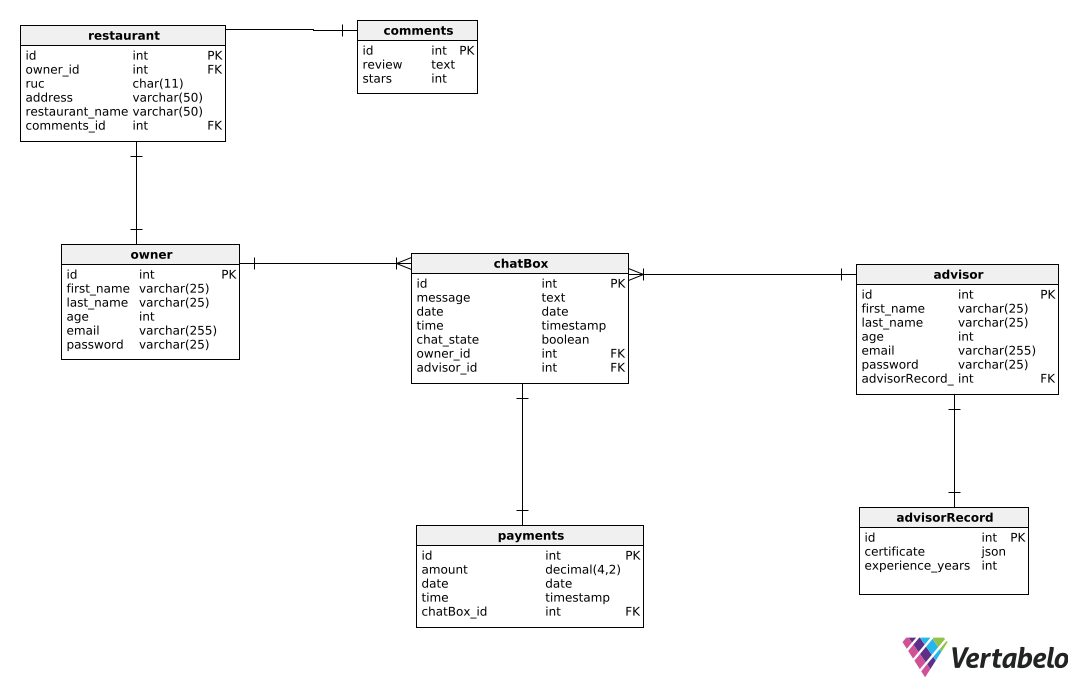 restaurant
id int PK
owner_id int FK
ruc char(11)
address varchar(50)
restaurant_name varchar(50)
comments_id int FK
comments
id int PK
review text
stars int
owner
id int PK
first_name varchar(25)
last_name varchar(25)
age int
email varchar(255)
password varchar(25)
chatBox
id int PK
message text
date date
time timestamp
chat_state boolean
owner_id int FK
advisor_id int FK
advisor
id int PK
first_name varchar(25)
last_name varchar(25)
age int
email varchar(255)
password varchar(25)
advisorRecord_ int FK
payments
id int PK
amount decimal(4,2)
date date
time timestamp
chatBox_id int FK
advisorRecord
id int PK
certificate json
experience_years int
Vertabelo